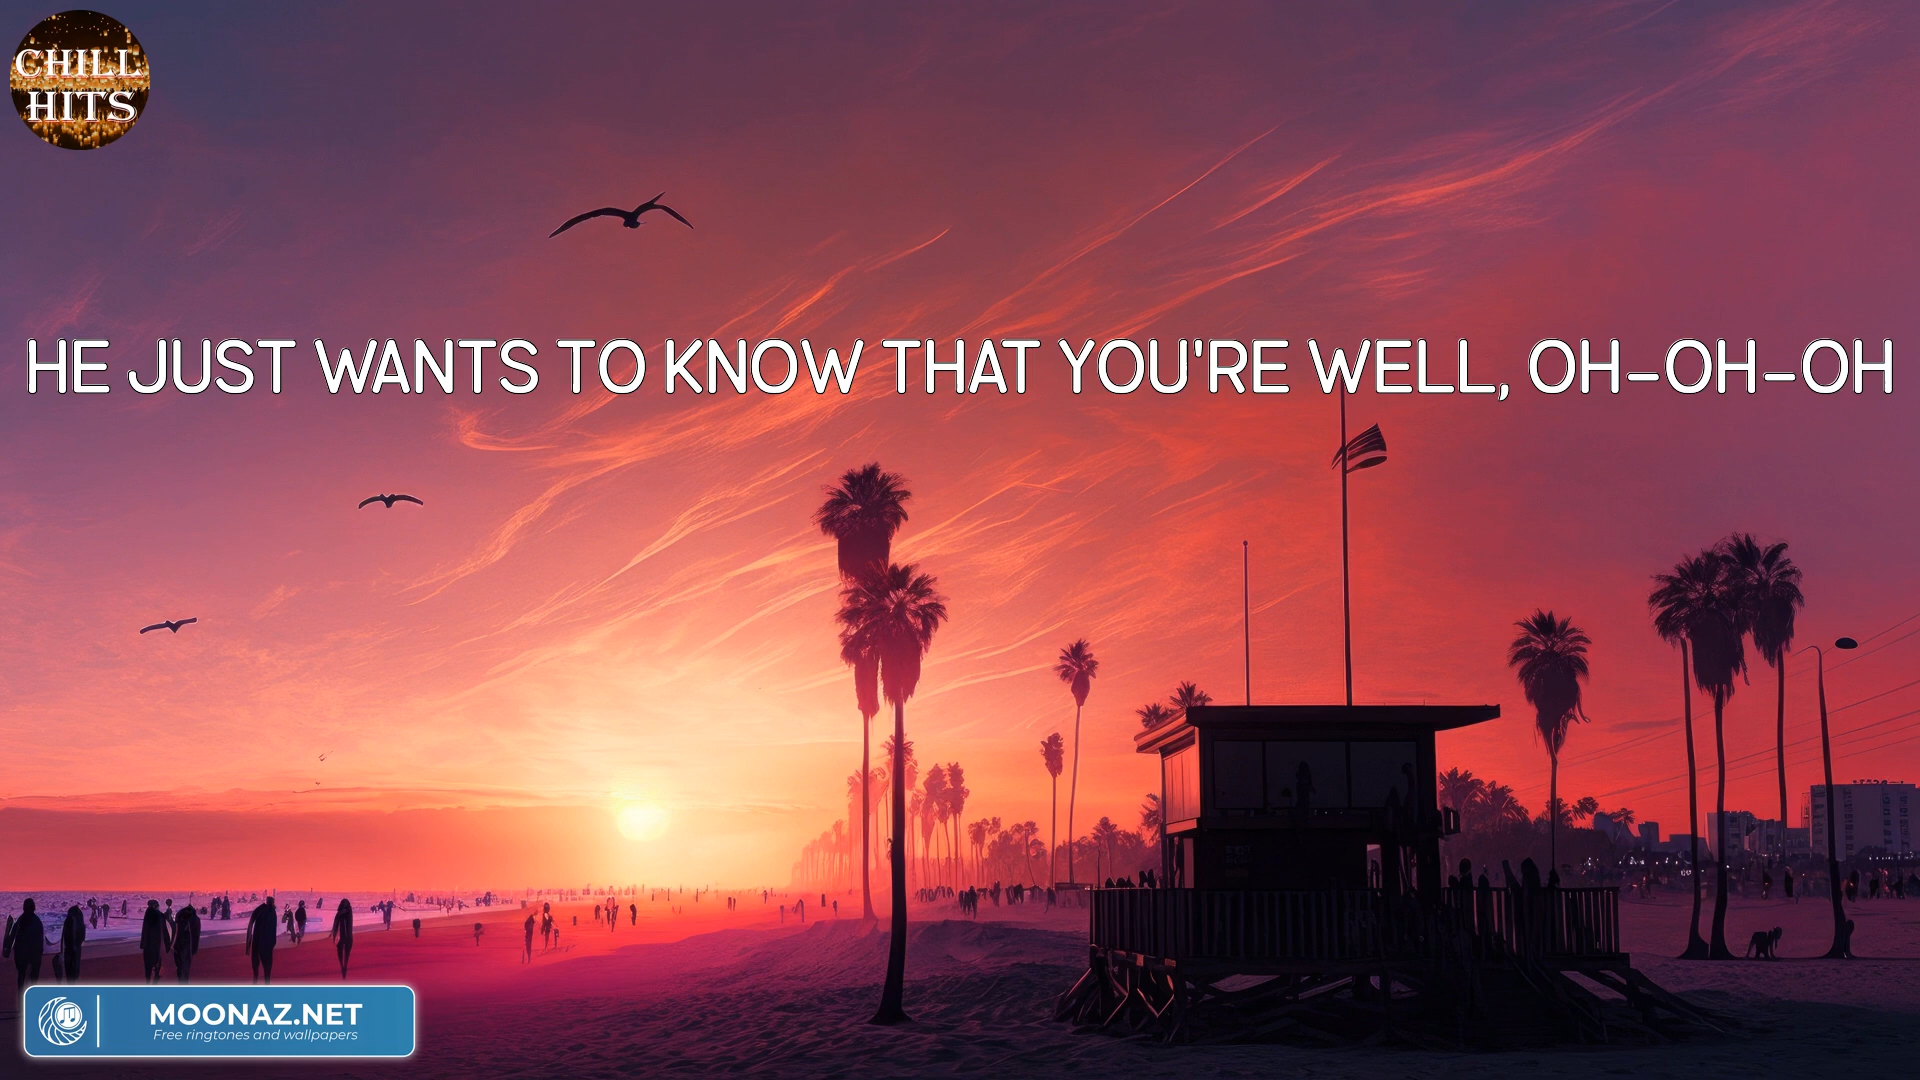 CHILL
HITS
HE JUST WANTS TO KNOW THAT YOU'RE WELL, OH-OH-OH
MOONAZ.NET
Free ringtones and wallpapers